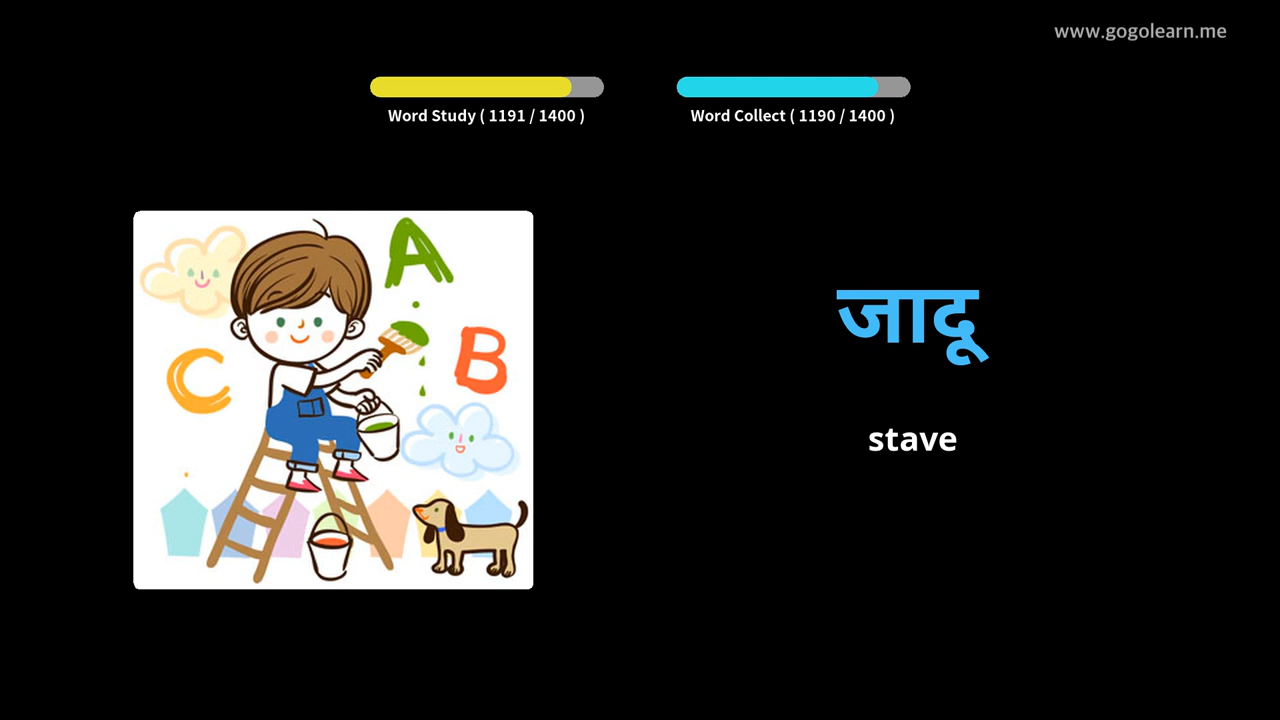 www.gogolearn.me
Word Study ( 1191 / 1400 )
Word Collect ( 1190 / 1400 )
A
B
C
जादू
stave